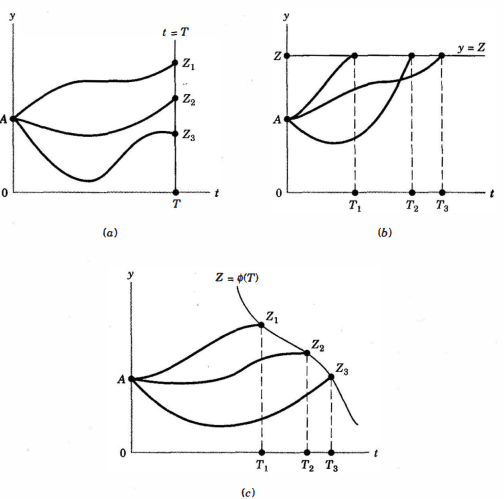 y
t = T
Z₁
A
Z₂
Z₃
0
T
t
(a)
y
Z
y = Z
A
0
T₁
T₂
T₃
t
(b)
y
Z = ϕ(T)
Z₁
Z₂
A
Z₃
0
T₁
T₂
T₃
t
(c)